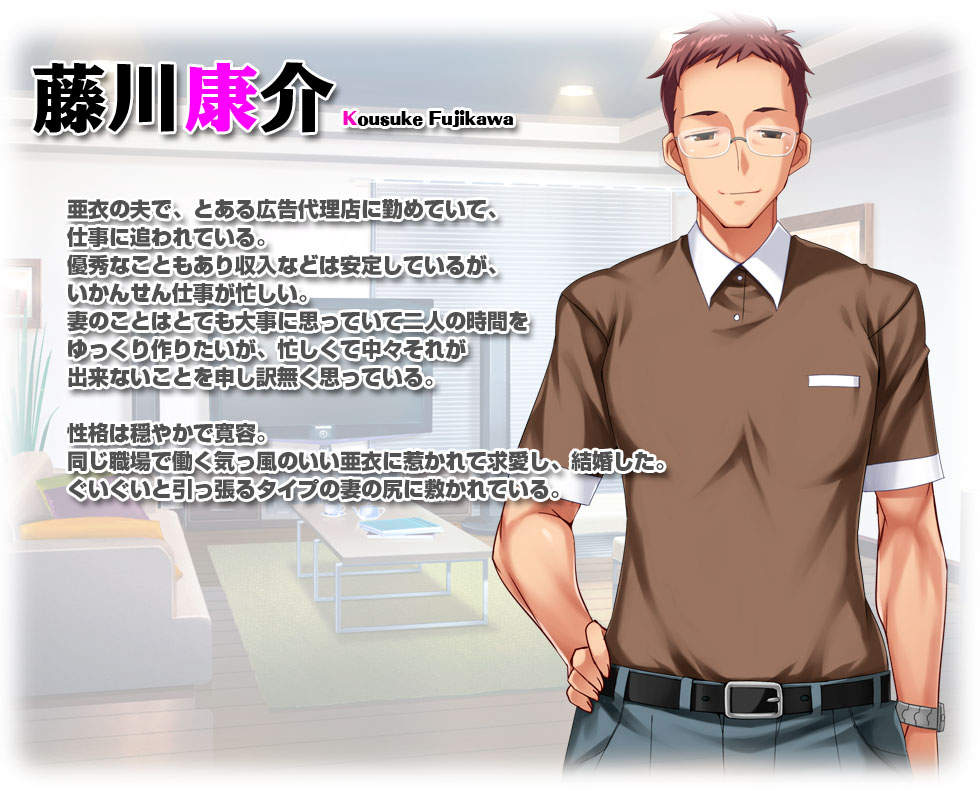 藤川康介 Kousuke Fujikawa
亜衣の夫で、とある広告代理店に勤めていて、
仕事に追われている。
優秀なこともあり収入などは安定しているが、
いかんせん仕事が忙しい。
妻のことはとても大事に思っていて二人の時間を
ゆっくり作りたいが、忙しくて中々それが
出来ないことを申し訳無く思っている。
性格は穏やかで寛容。
同じ職場で働く気っ風のいい亜衣に惹かれて求愛し、結婚した。
ぐいぐいと引っ張るタイプの妻の尻に敷かれている。